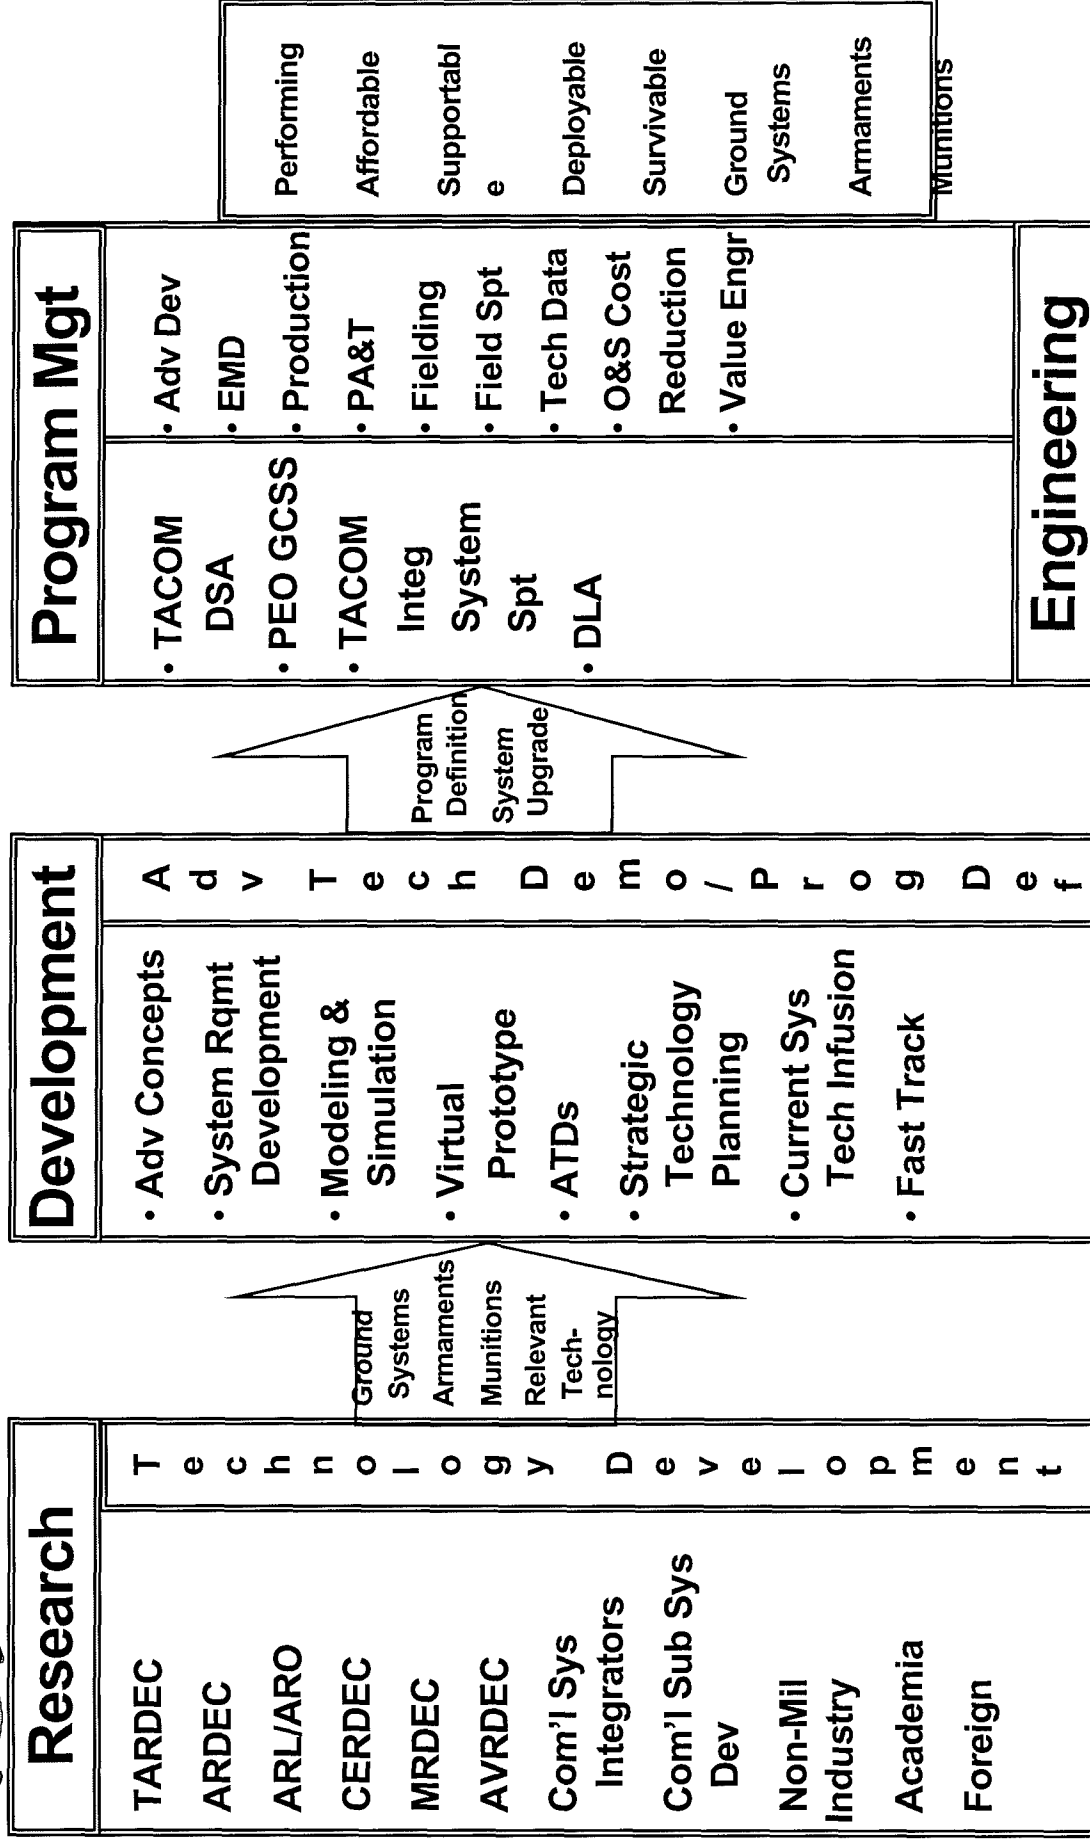 Research
TARDEC
ARDEC
ARL/ARO
CERDEC
MRDEC
AVRDEC
Com'l Sys
Integrators
Com'l Sub Sys
Dev
Non-Mil
Industry
Academia
Foreign
Technology Development
Ground
Systems
Armaments
Munitions
Relevant
Tech-
nology
Development
• Adv Concepts
• System Rqmt
Development
• Modeling &
Simulation
• Virtual
Prototype
• ATDs
• Strategic
Technology
Planning
• Current Sys
Tech Infusion
• Fast Track
Adv Tech Demo/Prog Def
Program
Definition
System
Upgrade
Program Mgt
• TACOM
DSA
• PEO GCSS
• TACOM
Integ
System
Spt
• DLA
• Adv Dev
• EMD
• Production
• PA&T
• Fielding
• Field Spt
• Tech Data
• O&S Cost
Reduction
• Value Engr
Engineering
Performing
Affordable
Supportabl
e
Deployable
Survivable
Ground
Systems
Armaments
Munitions